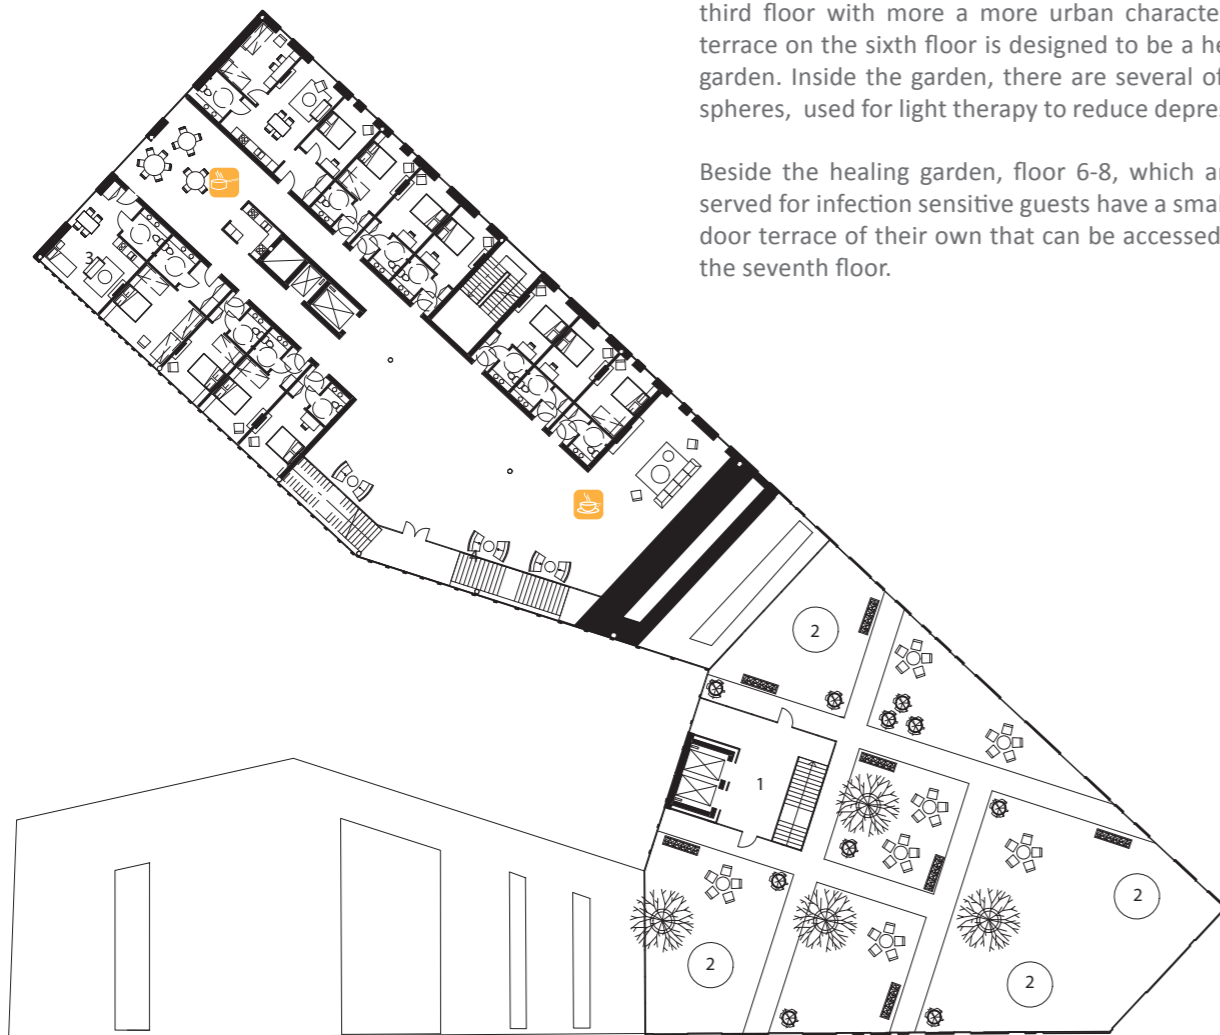 third floor with more a more urban characte
terrace on the sixth floor is designed to be a he
garden. Inside the garden, there are several of
spheres, used for light therapy to reduce depre
Beside the healing garden, floor 6-8, which ar
served for infection sensitive guests have a smal
door terrace of their own that can be accessed
the seventh floor.
3
2
1
2
2
2